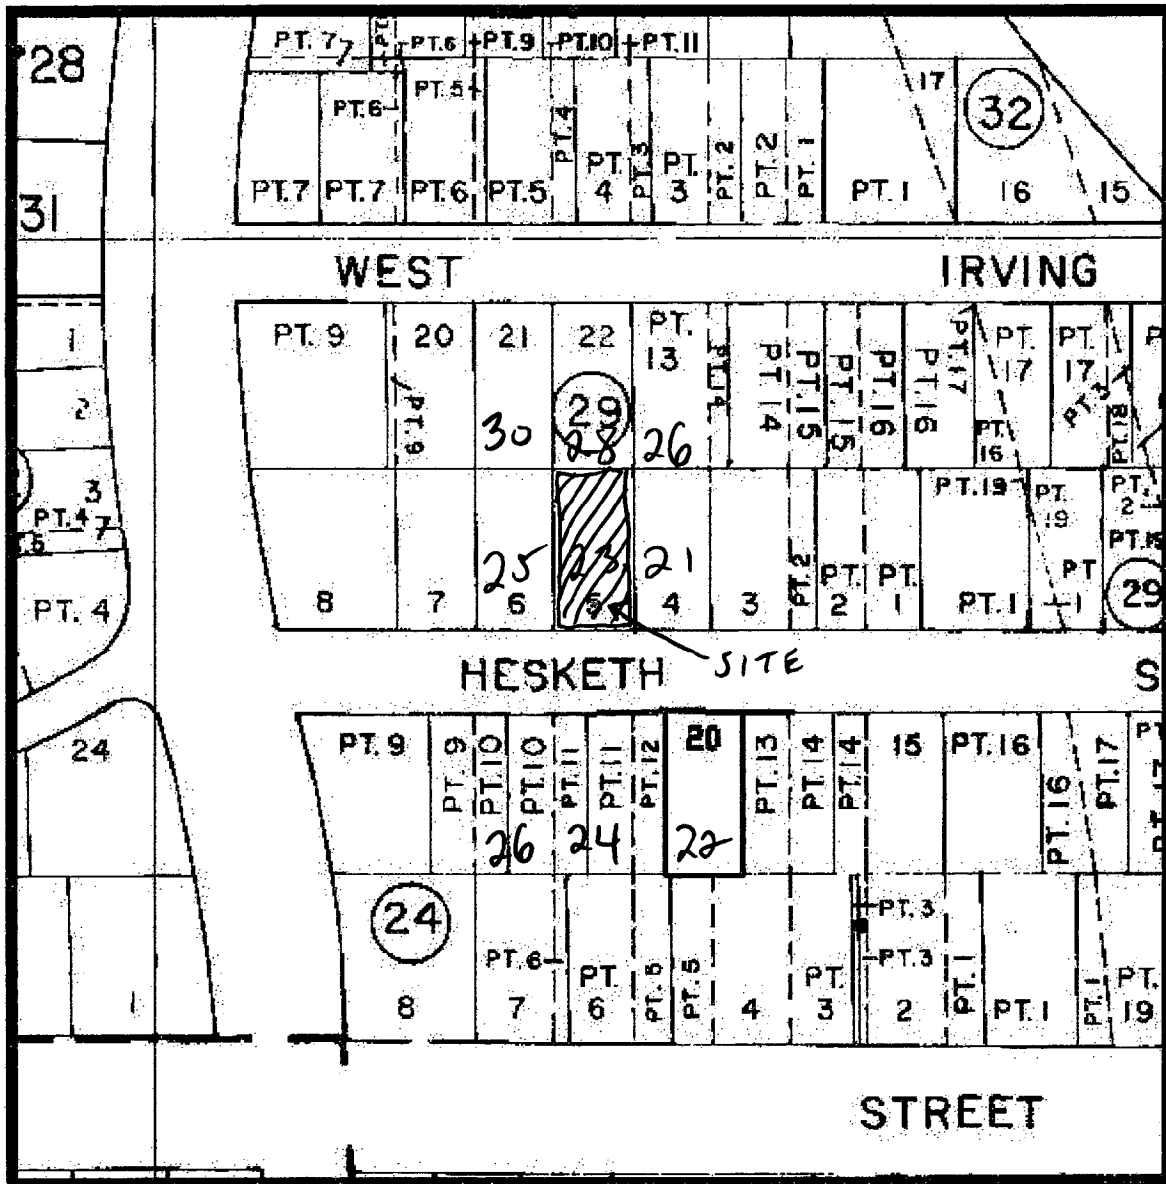 PT. 7 7 PT. PT.6 PT.9 PT.10 PT.11
28
PT.6 PT.5 PT.4 17 32
PT.7 PT.7 PT.6 PT.5 PT. 4 PT.3 PT. 3 PT. 2 PT.2 PT. 1 PT.1 16 15
31
WEST IRVING
1 PT. 9 20 21 22 PT. 13 PT.14 PT.14 PT.15 PT.15 PT.16 PT.16 PT.17 PT. 17 PT. 17
2 PT.9 30 29 28 26 PT. 16 PT.18
3 PT.19 PT. 19 PT. 2
PT.4 7 PT.19
25 23 21 PT
PT. 4 8 7 6 5 4 3 PT.2 PT. 2 PT. 1 PT.1 1 29
SITE
HESKETH S
24 PT.9 PT.9 PT.10 PT.10 PT.11 PT.11 PT.12 20 PT.13 PT.14 PT.14 15 PT.16 PT.16 PT.17
26 24 22
24 PT.3
PT.6 PT.3
1 8 7 PT. 6 PT.5 PT.5 4 PT. 3 2 PT.1 PT.1 PT.1 PT. 19
STREET